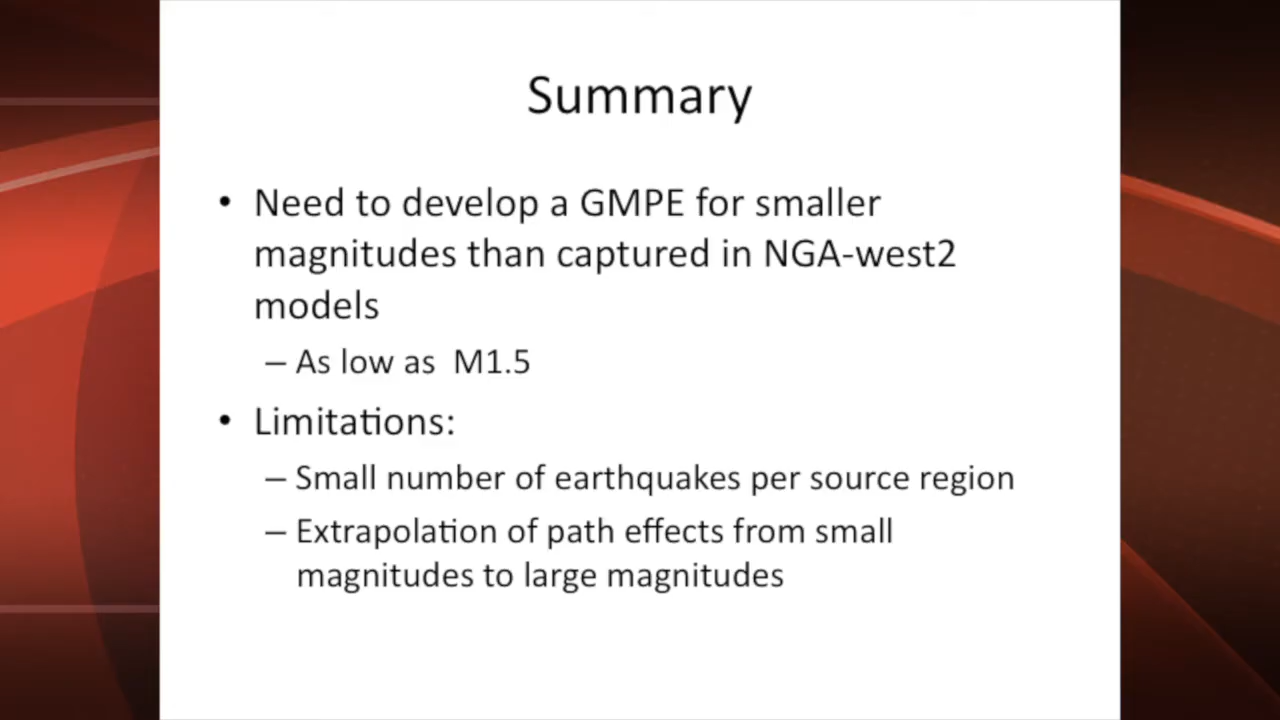 Summary
• Need to develop a GMPE for smaller
magnitudes than captured in NGA-west2
models
– As low as M1.5
• Limitations:
– Small number of earthquakes per source region
– Extrapolation of path effects from small
magnitudes to large magnitudes